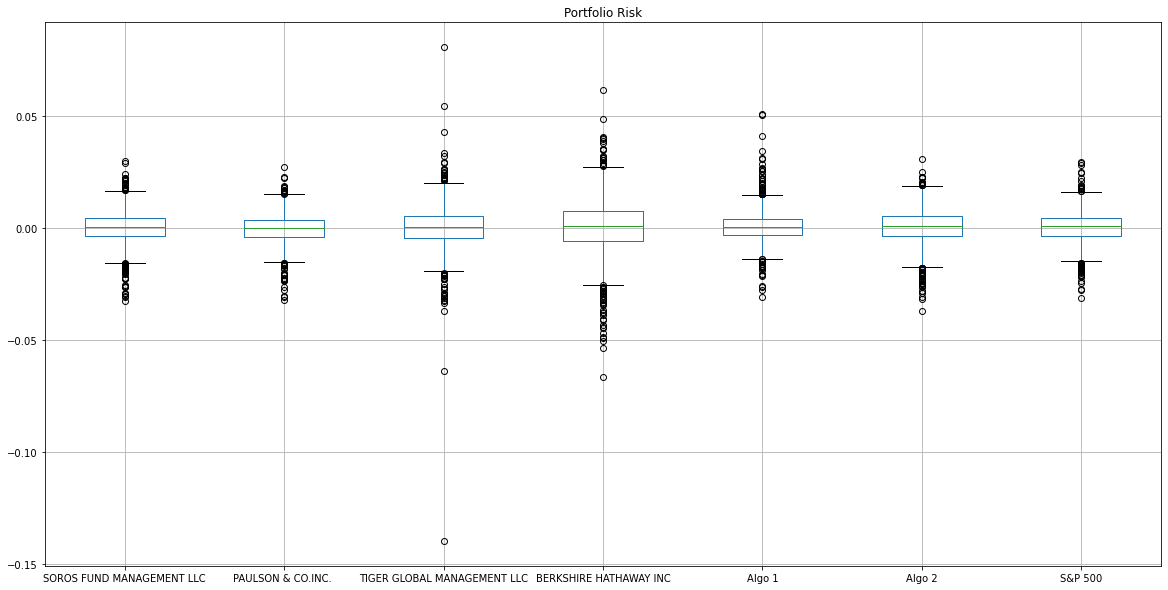 Portfolio Risk
0.05
0.00
−0.05
−0.10
−0.15
SOROS FUND MANAGEMENT LLC
PAULSON & CO.INC.
TIGER GLOBAL MANAGEMENT LLC
BERKSHIRE HATHAWAY INC
Algo 1
Algo 2
S&P 500